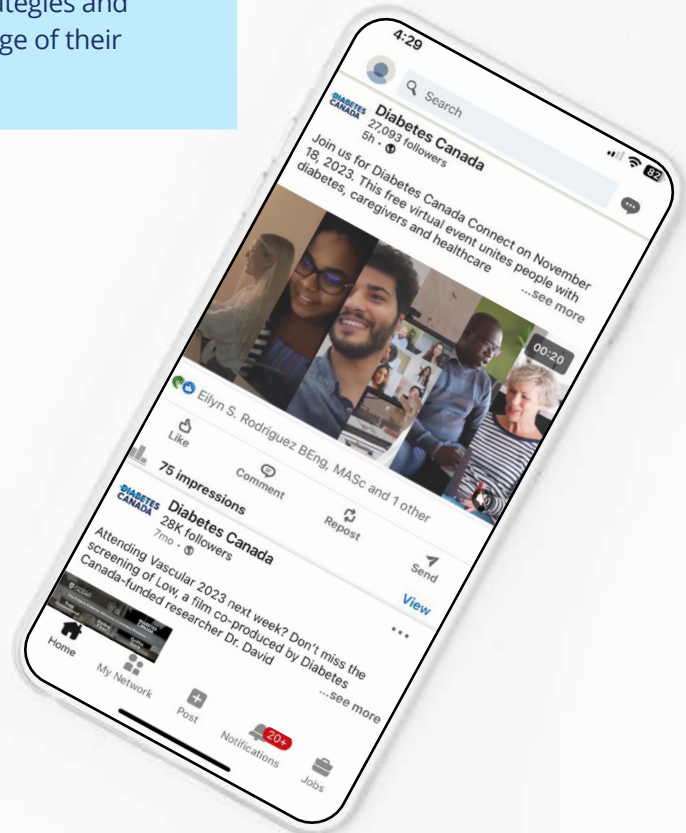 ategies and
ge of their
4:29
Search
82
DIABETES
CANADA
Diabetes Canada
27,093 followers
5h •
Join us for Diabetes Canada Connect on November
18, 2023. This free virtual event unites people with
diabetes, caregivers and healthcare ...see more
00:20
Eilyn S. Rodriguez BEng, MASc and 1 other
Like
Comment
Repost
Send
75 impressions
View
DIABETES
CANADA
Diabetes Canada
28K followers
7mo •
Attending Vascular 2023 next week? Don't miss the
screening of Low, a film co-produced by Diabetes
Canada-funded researcher Dr. David ...see more
Home
My Network
Post
Notifications
20+
Jobs